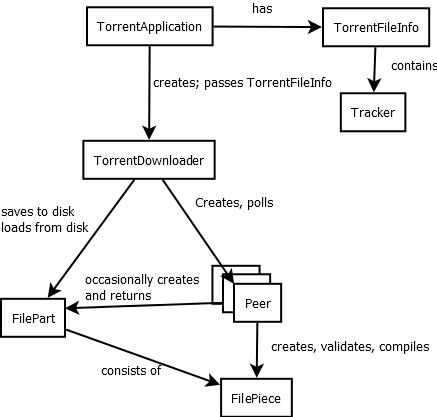 has
TorrentApplication
TorrentFileInfo
creates; passes TorrentFileInfo
contains
Tracker
TorrentDownloader
saves to disk
loads from disk
Creates, polls
occasionally creates
and returns
Peer
FilePart
creates, validates, compiles
consists of
FilePiece